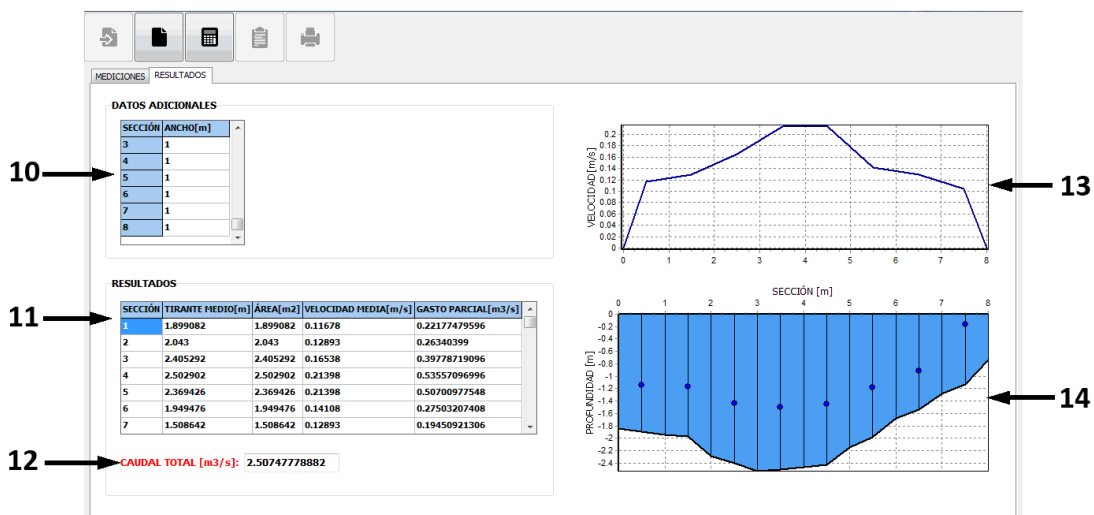 MEDICIONES RESULTADOS
DATOS ADICIONALES
SECCIÓN ANCHO[m]
3 1
4 1
5 1
6 1
7 1
8 1
10
RESULTADOS
SECCIÓN TIRANTE MEDIO[m] ÁREA[m2] VELOCIDAD MEDIA[m/s] GASTO PARCIAL[m3/s]
1 1.899082 1.899082 0.11678 0.22177479596
2 2.043 2.043 0.12893 0.26340399
3 2.405292 2.405292 0.16538 0.39778719096
4 2.502902 2.502902 0.21398 0.53557096996
5 2.369426 2.369426 0.21398 0.50700977548
6 1.949476 1.949476 0.14108 0.27503207408
7 1.508642 1.508642 0.12893 0.19450921306
11
12
CAUDAL TOTAL [m3/s]: 2.50747778882
VELOCIDAD [m/s]
0.2
0.18
0.16
0.14
0.12
0.1
0.08
0.06
0.04
0.02
0
0 1 2 3 4 5 6 7 8
13
SECCIÓN [m]
0 1 2 3 4 5 6 7 8
PROFUNDIDAD [m]
0
-0.2
-0.4
-0.6
-0.8
-1
-1.2
-1.4
-1.6
-1.8
-2
-2.2
-2.4
14